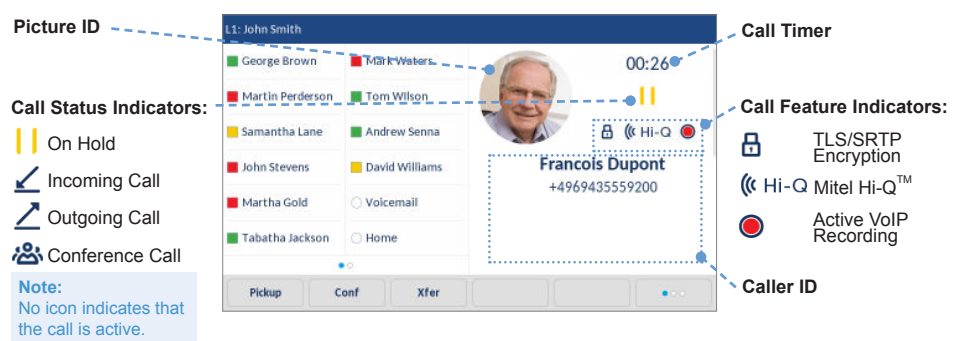 Picture ID
Call Status Indicators:
On Hold
Incoming Call
Outgoing Call
Conference Call
Note:
No icon indicates that
the call is active.
L1: John Smith
George Brown
Mark Waters
Martin Perderson
Tom Wilson
Samantha Lane
Andrew Senna
John Stevens
David Williams
Martha Gold
Voicemail
Tabatha Jackson
Home
00:26
Hi-Q
Francois Dupont
+4969435559200
Pickup
Conf
Xfer
Call Timer
Call Feature Indicators:
TLS/SRTP
Encryption
Hi-Q Mitel Hi-Q™
Active VoIP
Recording
Caller ID